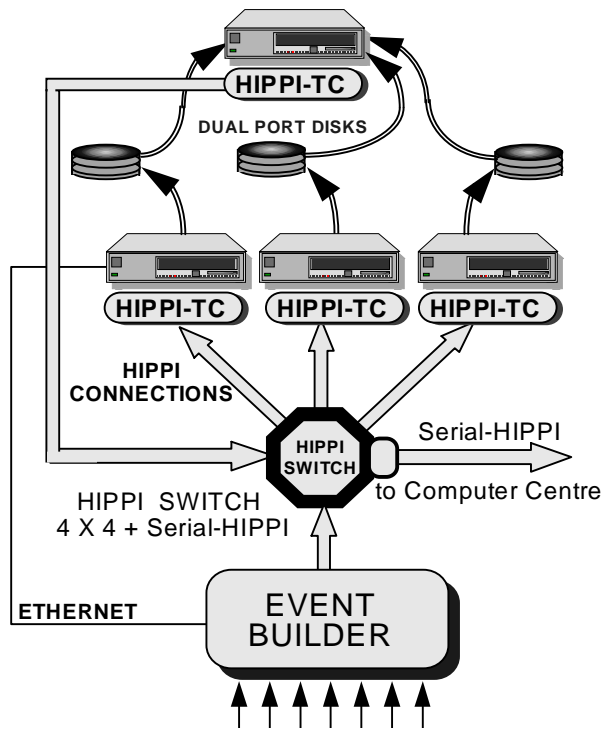 HIPPI-TC
DUAL PORT DISKS
HIPPI-TC
HIPPI-TC
HIPPI-TC
HIPPI
CONNECTIONS
HIPPI
SWITCH
Serial-HIPPI
to Computer Centre
HIPPI SWITCH
4 X 4 + Serial-HIPPI
ETHERNET
EVENT
BUILDER